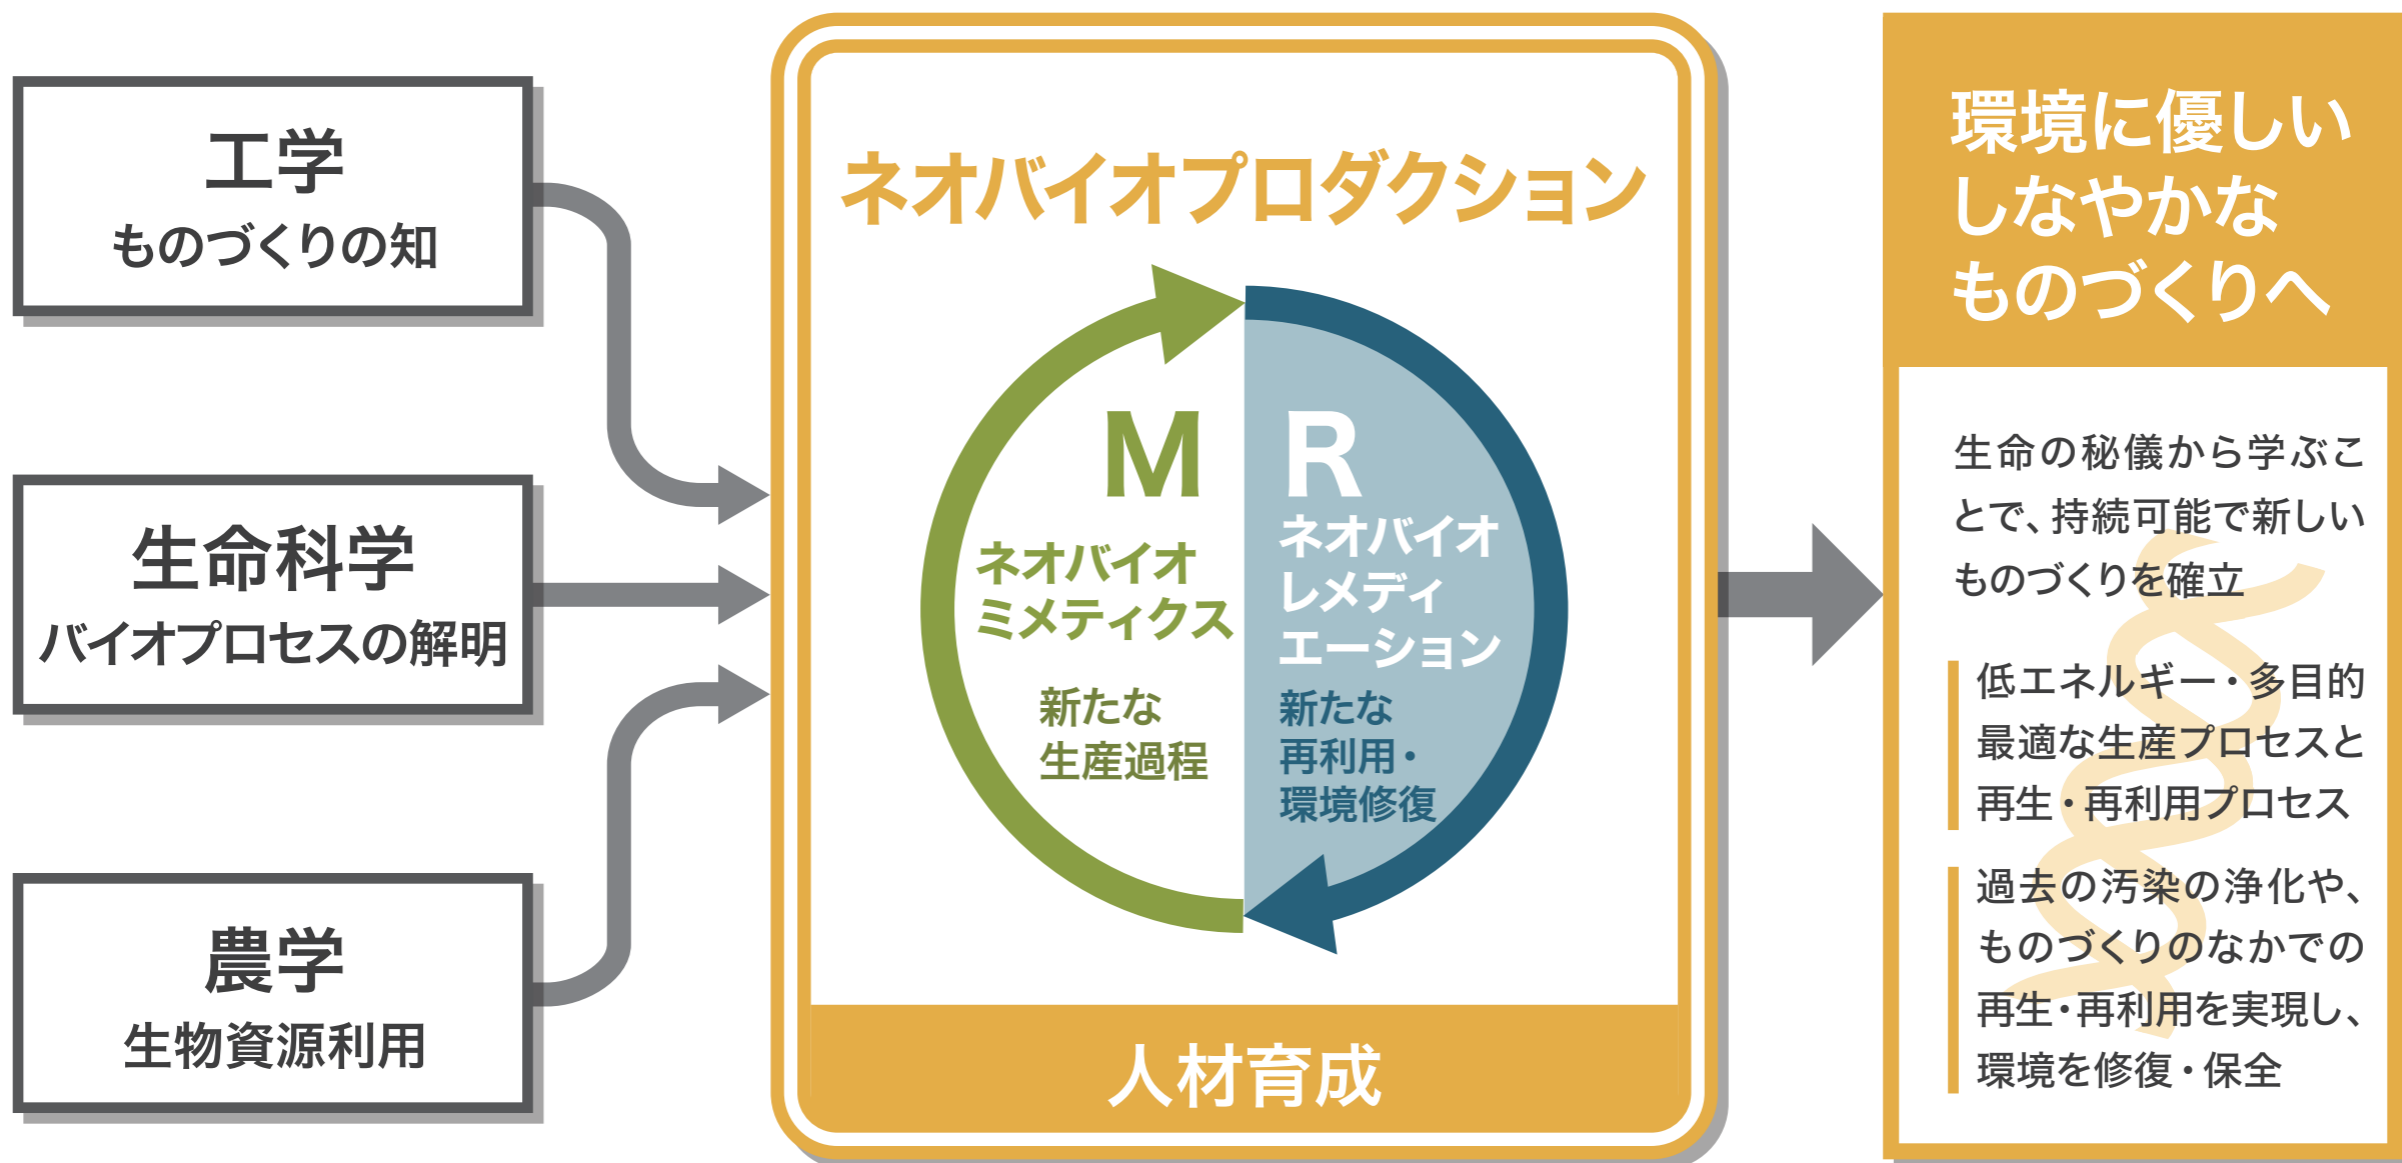 工学
ものづくりの知
生命科学
バイオプロセスの解明
農学
生物資源利用
ネオバイオプロダクション
M
ネオバイオ
ミメティクス
新たな
生産過程
R
ネオバイオ
レメディ
エーション
新たな
再利用・
環境修復
人材育成
環境に優しい
しなやかな
ものづくりへ
生命の秘儀から学ぶこ
とで、持続可能で新しい
ものづくりを確立
低エネルギー・多目的
最適な生産プロセスと
再生・再利用プロセス
過去の汚染の浄化や、
ものづくりのなかでの
再生・再利用を実現し、
環境を修復・保全